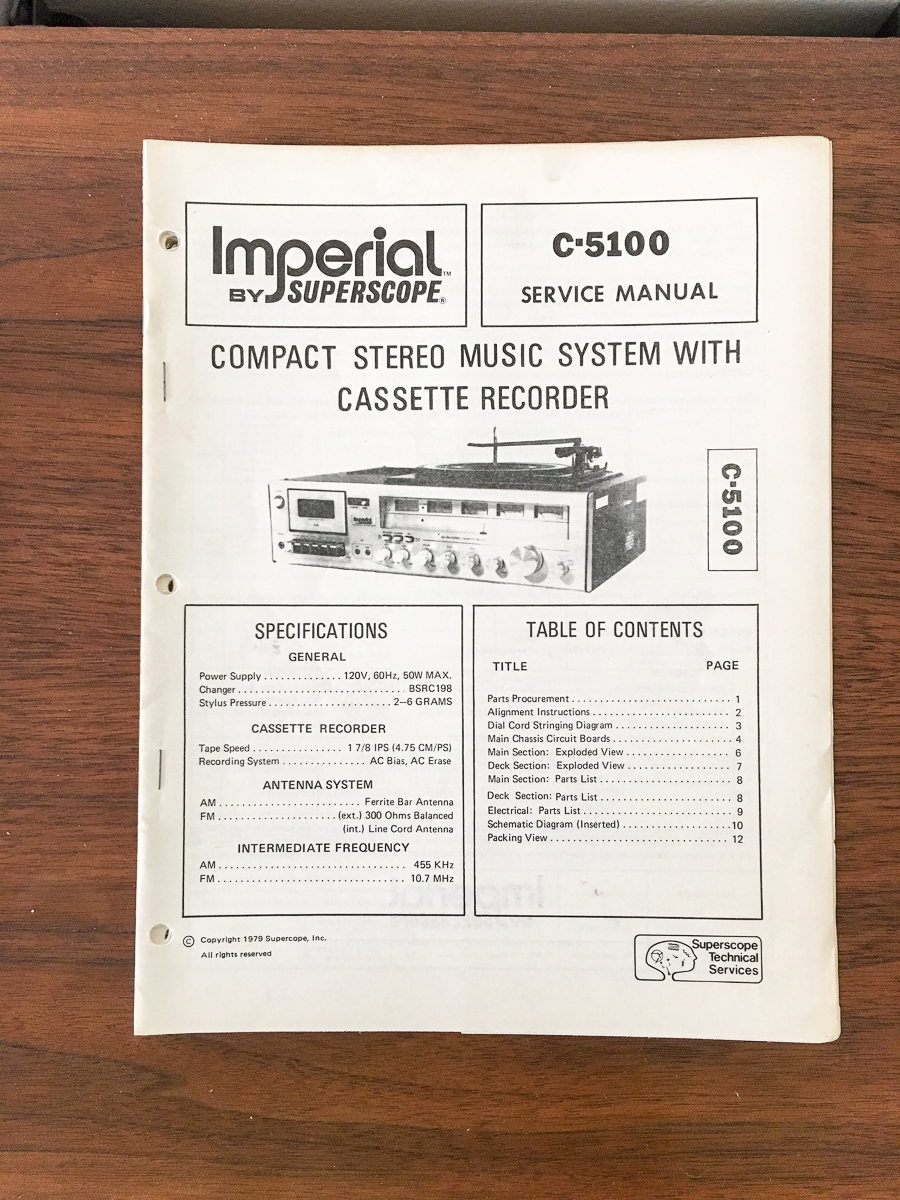 Imperial™
BY SUPERSCOPE®
C-5100
SERVICE MANUAL
COMPACT STEREO MUSIC SYSTEM WITH
CASSETTE RECORDER
Imperial
C-5100
SPECIFICATIONS
GENERAL
Power Supply . . . . . . . . . . . . . 120V, 60Hz, 50W MAX.
Changer . . . . . . . . . . . . . . . . . . . . . . . . . . . . BSRC198
Stylus Pressure . . . . . . . . . . . . . . . . . . . . . 2–6 GRAMS
CASSETTE RECORDER
Tape Speed . . . . . . . . . . . . . . . 1 7/8 IPS (4.75 CM/PS)
Recording System . . . . . . . . . . . . . . AC Bias, AC Erase
ANTENNA SYSTEM
AM . . . . . . . . . . . . . . . . . . . . . . . . Ferrite Bar Antenna
FM . . . . . . . . . . . . . . . . . . . . (ext.) 300 Ohms Balanced
(int.) Line Cord Antenna
INTERMEDIATE FREQUENCY
AM . . . . . . . . . . . . . . . . . . . . . . . . . . . . . . . . 455 KHz
FM . . . . . . . . . . . . . . . . . . . . . . . . . . . . . . . . 10.7 MHz
TABLE OF CONTENTS
TITLE PAGE
Parts Procurement . . . . . . . . . . . . . . . . . . . . . . . . . . . 1
Alignment Instructions . . . . . . . . . . . . . . . . . . . . . . . 2
Dial Cord Stringing Diagram . . . . . . . . . . . . . . . . . . . 3
Main Chassis Circuit Boards . . . . . . . . . . . . . . . . . . . . 4
Main Section: Exploded View . . . . . . . . . . . . . . . . . . 6
Deck Section: Exploded View . . . . . . . . . . . . . . . . . . 7
Main Section: Parts List . . . . . . . . . . . . . . . . . . . . . . 8
Deck Section: Parts List . . . . . . . . . . . . . . . . . . . . . . 8
Electrical: Parts List . . . . . . . . . . . . . . . . . . . . . . . . . 9
Schematic Diagram (Inserted) . . . . . . . . . . . . . . . . . . 10
Packing View . . . . . . . . . . . . . . . . . . . . . . . . . . . . . . 12
© Copyright 1979 Supercope, Inc.
All rights reserved
Superscope
Technical
Services